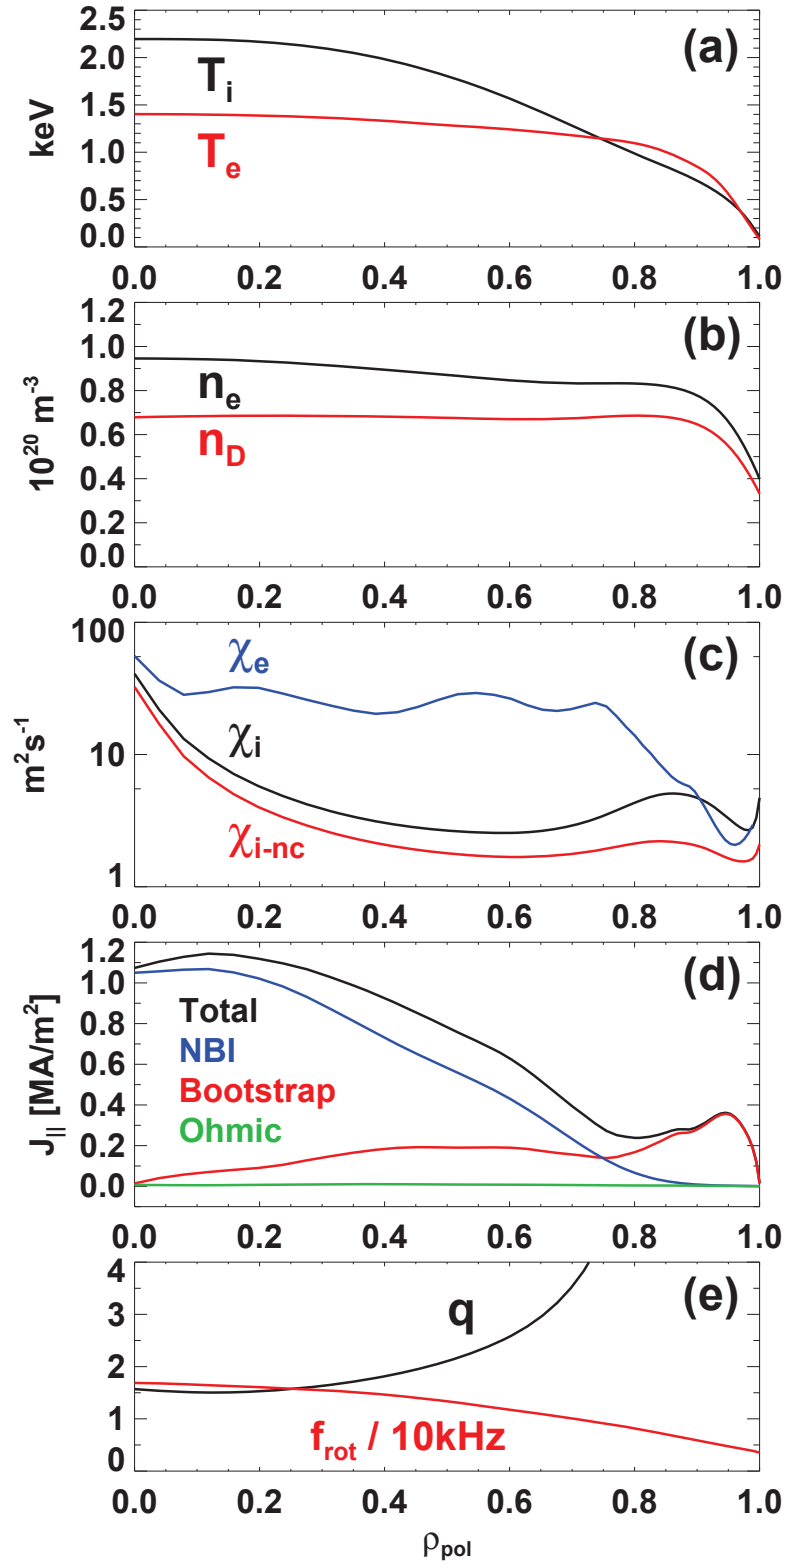 2.5
2.0
1.5
1.0
0.5
0.0
keV
(a)
T_i
T_e
0.0 0.2 0.4 0.6 0.8 1.0
1.2
1.0
0.8
0.6
0.4
0.2
0.0
10^20 m^-3
(b)
n_e
n_D
0.0 0.2 0.4 0.6 0.8 1.0
100
10
1
m^2s^-1
(c)
χ_e
χ_i
χ_i-nc
0.0 0.2 0.4 0.6 0.8 1.0
1.2
1.0
0.8
0.6
0.4
0.2
0.0
J_|| [MA/m^2]
(d)
Total
NBI
Bootstrap
Ohmic
0.0 0.2 0.4 0.6 0.8 1.0
4
3
2
1
0
(e)
q
f_rot / 10kHz
0.0 0.2 0.4 0.6 0.8 1.0
ρ_pol